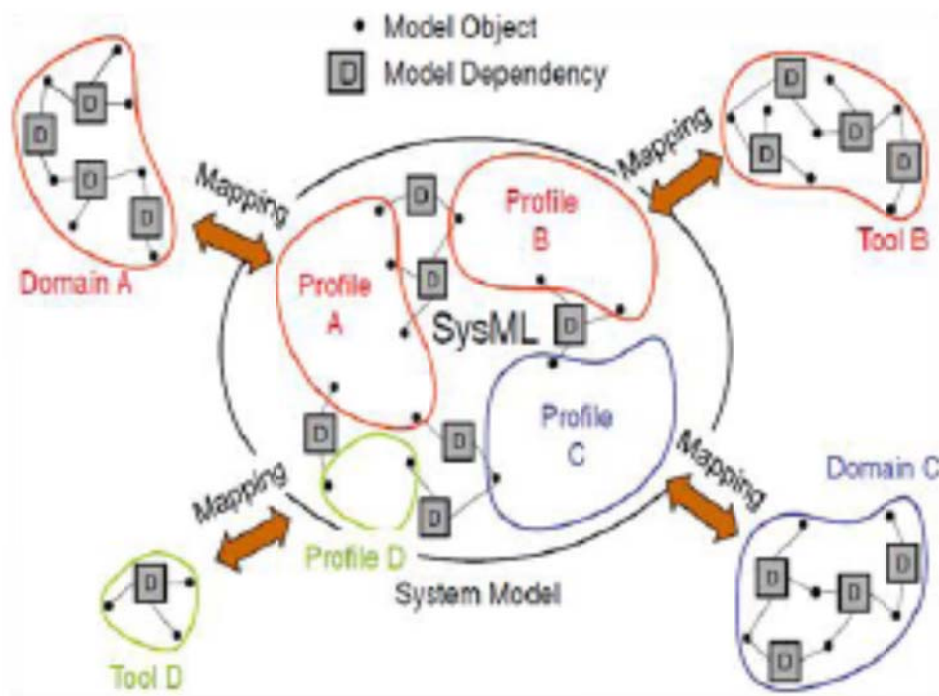 Model Object
D Model Dependency
D
D
D
D
Domain A
Mapping
Mapping
D
D
D
D
Tool B
D
Profile
B
D
Profile
A
SysML
D
D
D
Profile
C
D
Profile D
System Model
Mapping
D
Tool D
Mapping
Domain C
D
D
D
D